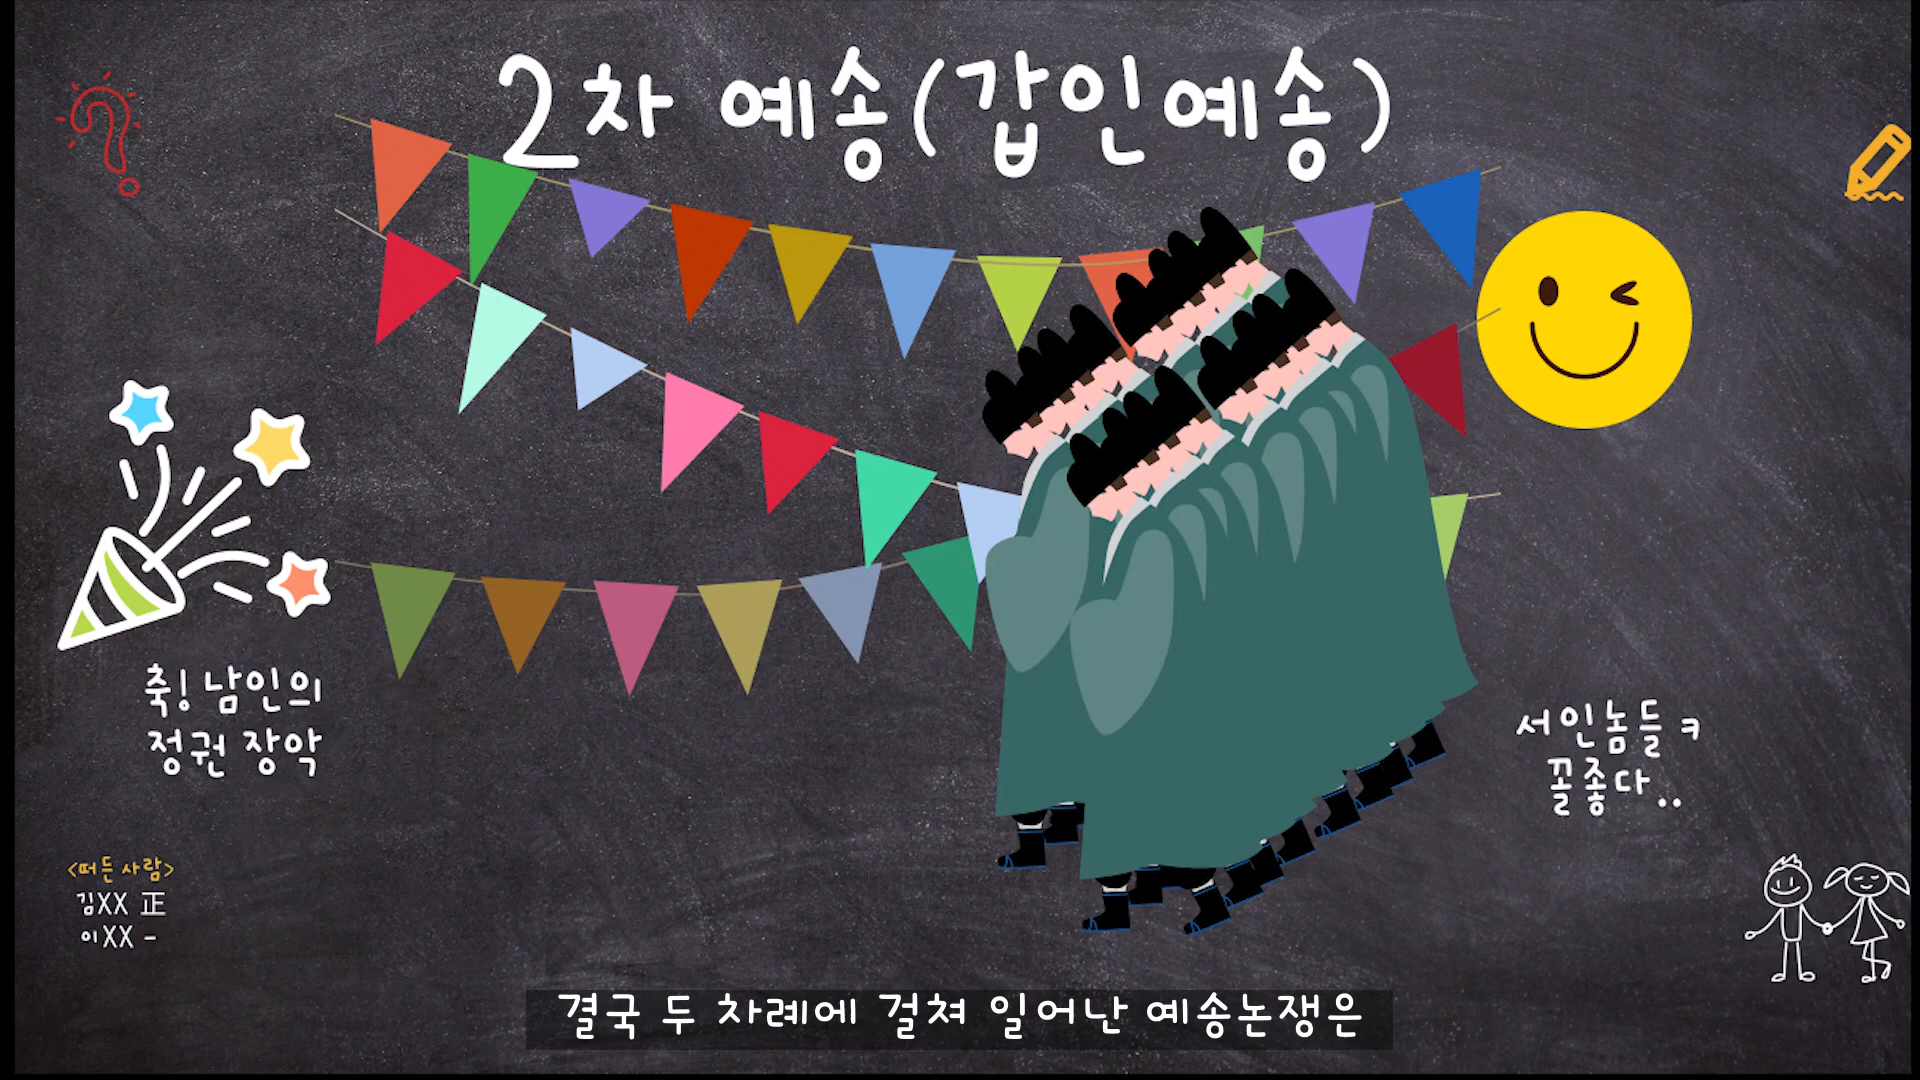 2차 예송(갑인예송)
축! 남인의
정권 장악
서인놈들ㅋ
꼴좋다..
<떠든 사람>
김XX 正
이XX -
결국 두 차례에 걸쳐 일어난 예송논쟁은